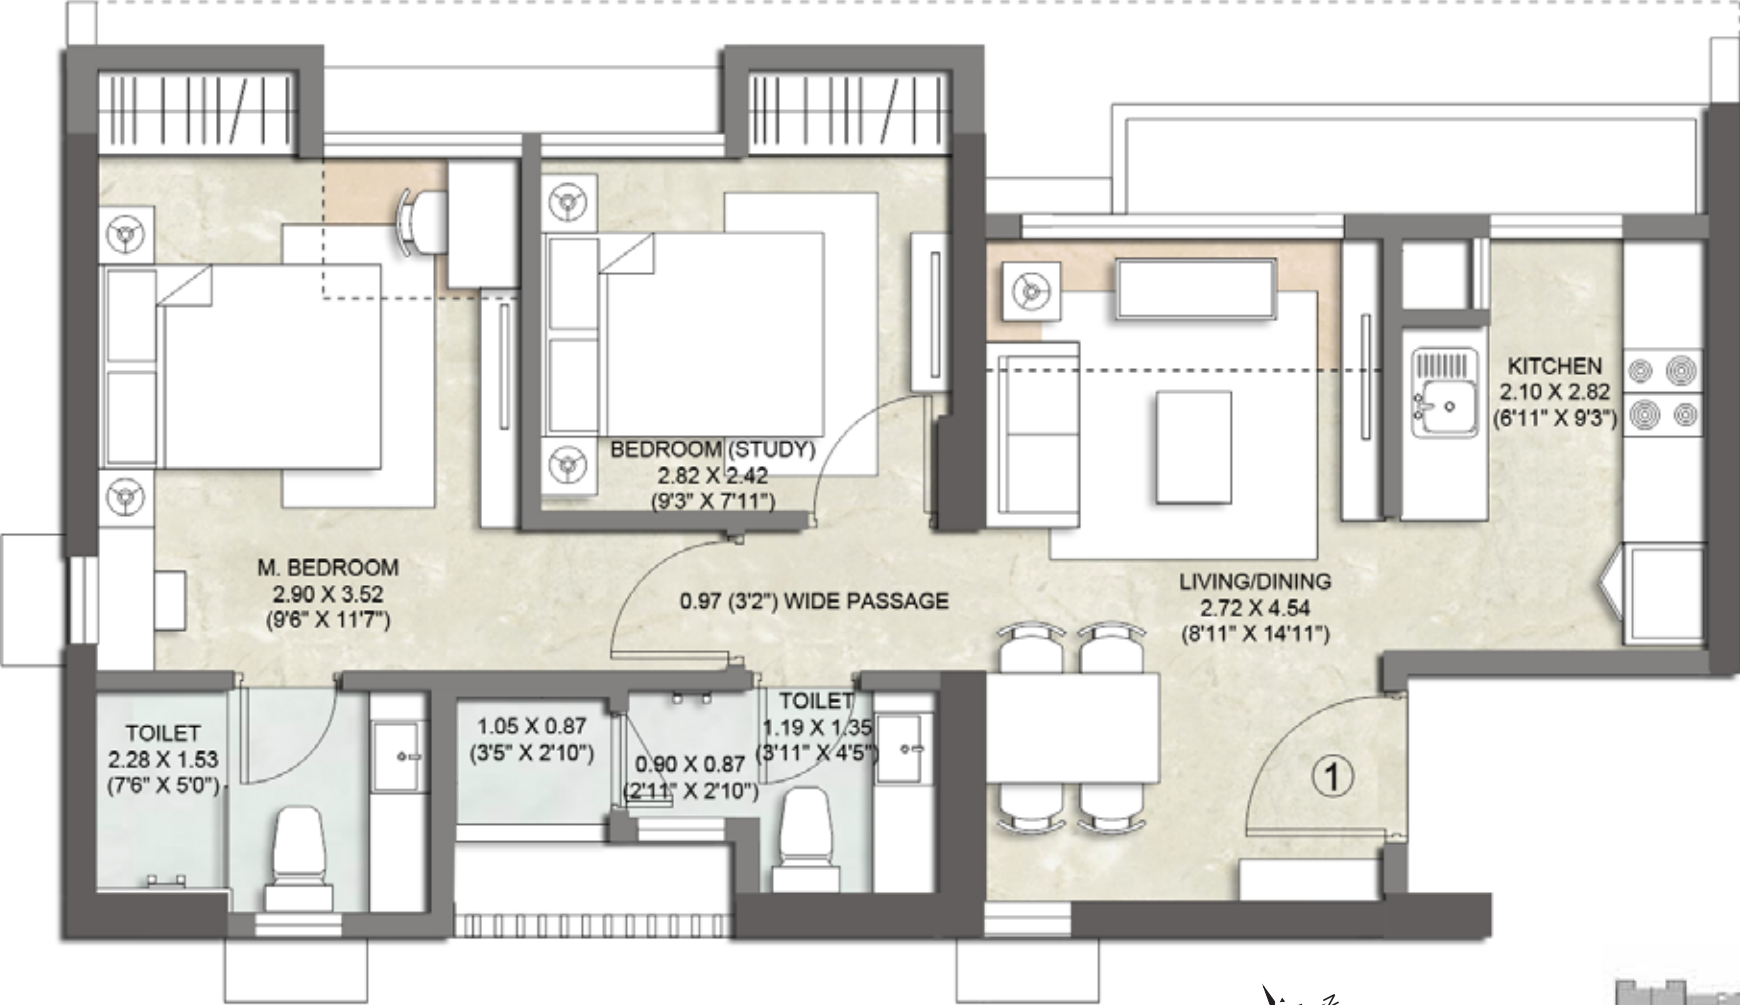 KITCHEN
2.10 X 2.82
(6'11" X 9'3")
BEDROOM (STUDY)
2.82 X 2.42
(9'3" X 7'11")
M. BEDROOM
2.90 X 3.52
(9'6" X 11'7")
0.97 (3'2") WIDE PASSAGE
LIVING/DINING
2.72 X 4.54
(8'11" X 14'11")
TOILET
2.28 X 1.53
(7'6" X 5'0")
1.05 X 0.87
(3'5" X 2'10")
0.90 X 0.87
(2'11" X 2'10")
TOILET
1.19 X 1.35
(3'11" X 4'5")
1
N